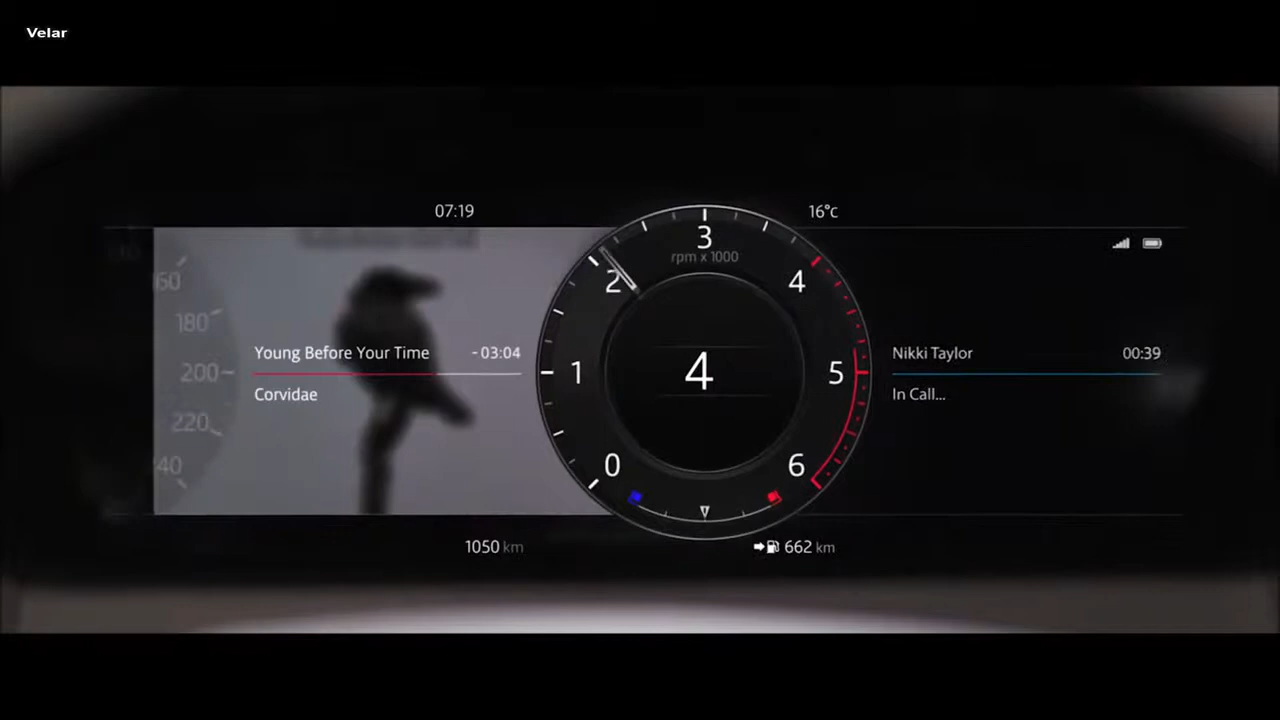 Velar
07:19
16°c
60
180
200
220
40
Young Before Your Time
-03:04
Corvidae
3
rpm x 1000
2
4
1
4
5
0
6
Nikki Taylor
00:39
In Call...
1050 km
662 km